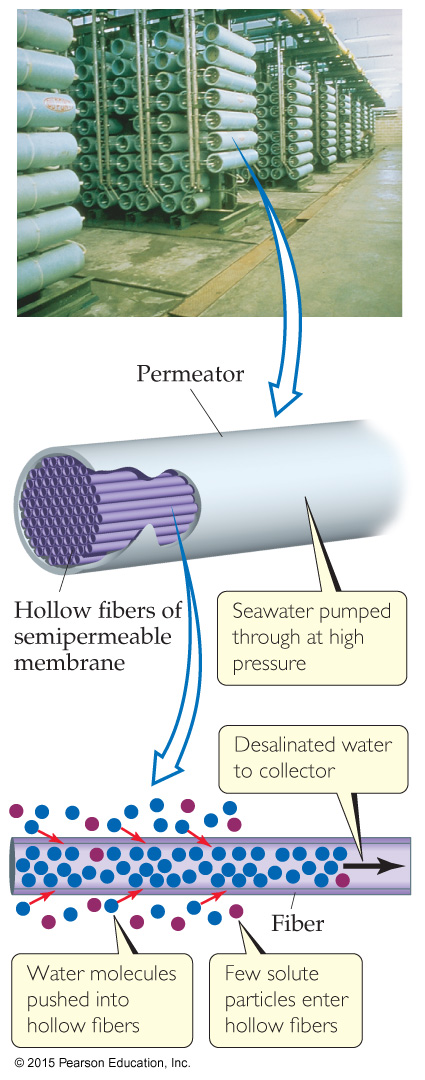 Permeator
Hollow fibers of
semipermeable
membrane
Seawater pumped
through at high
pressure
Desalinated water
to collector
Fiber
Water molecules
pushed into
hollow fibers
Few solute
particles enter
hollow fibers
© 2015 Pearson Education, Inc.